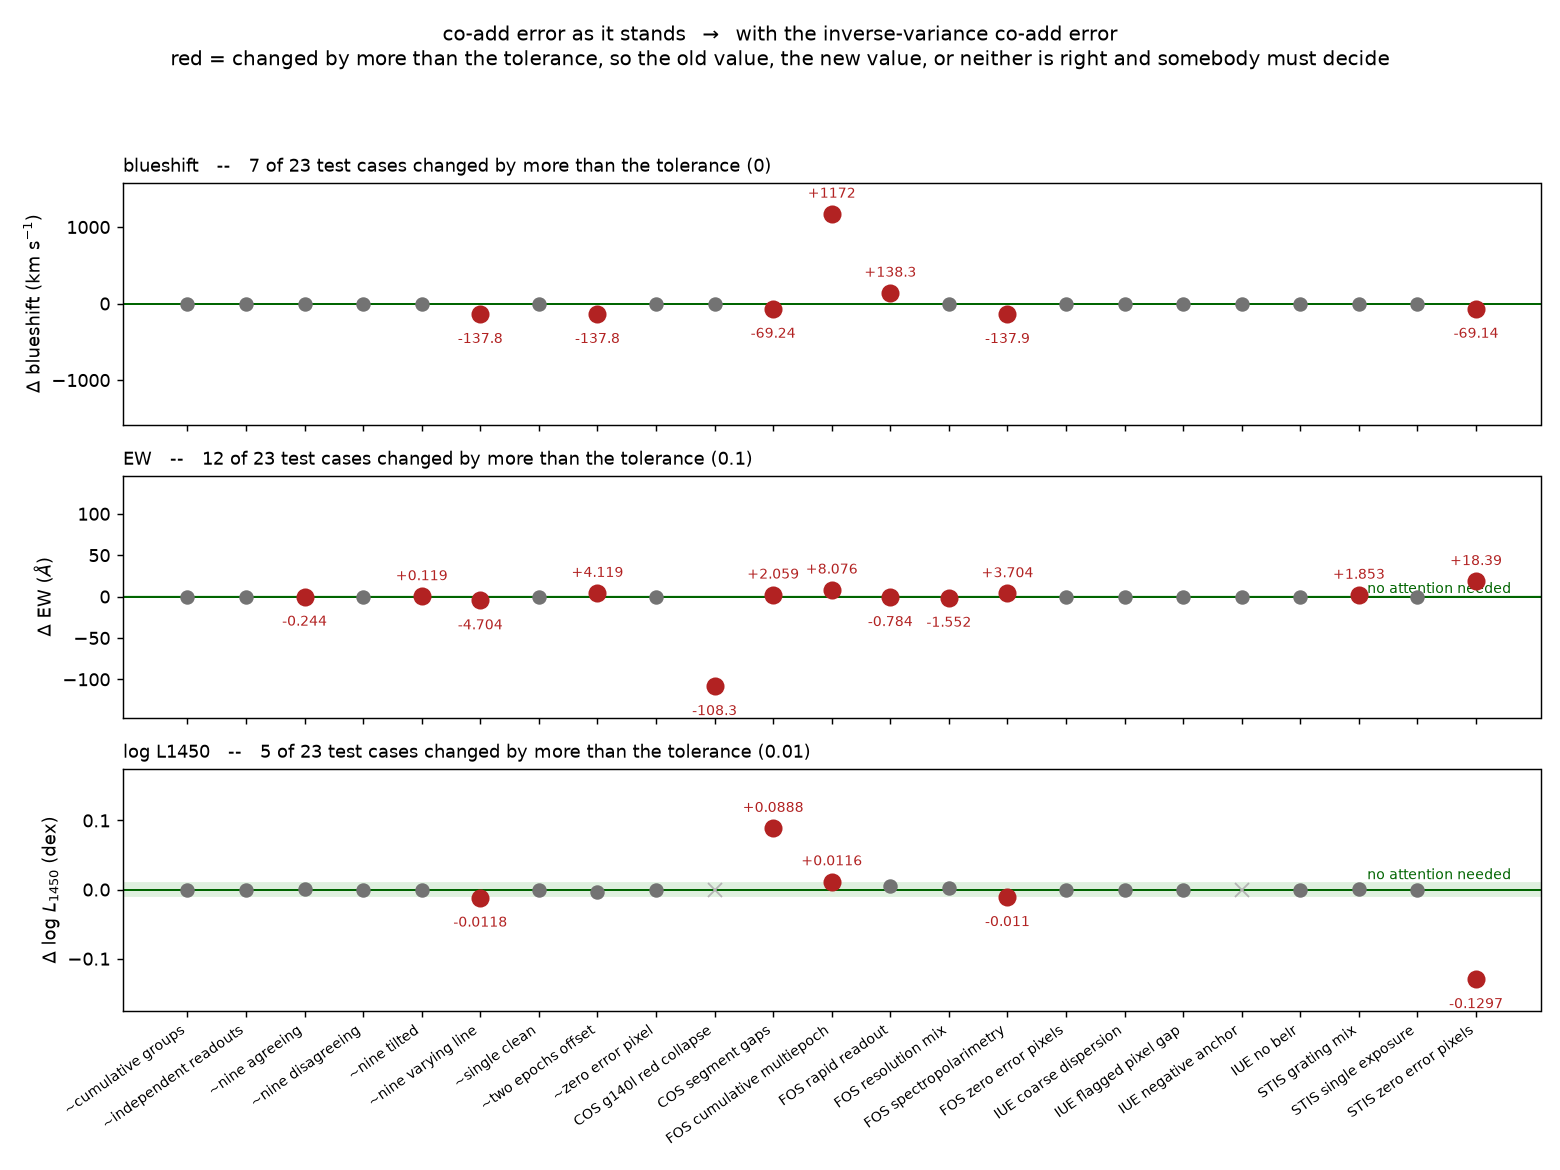 co-add error as it stands → with the inverse-variance co-add error
red = changed by more than the tolerance, so the old value, the new value, or neither is right and somebody must decide
blueshift -- 7 of 23 test cases changed by more than the tolerance (0)
Δ blueshift (km s⁻¹)
1000
0
−1000
+1172
+138.3
-137.8
-137.8
-69.24
-137.9
-69.14
EW -- 12 of 23 test cases changed by more than the tolerance (0.1)
Δ EW (Å)
100
50
0
−50
−100
-0.244
+0.119
-4.704
+4.119
-108.3
+2.059
+8.076
-0.784
-1.552
+3.704
+1.853
+18.39
no attention needed
log L1450 -- 5 of 23 test cases changed by more than the tolerance (0.01)
Δ log L₁₄₅₀ (dex)
0.1
0.0
−0.1
-0.0118
+0.0888
+0.0116
-0.011
-0.1297
no attention needed
~cumulative groups
~independent readouts
~nine agreeing
~nine disagreeing
~nine tilted
~nine varying line
~single clean
~two epochs offset
~zero error pixel
COS g140l red collapse
COS segment gaps
FOS cumulative multiepoch
FOS rapid readout
FOS resolution mix
FOS spectropolarimetry
FOS zero error pixels
IUE coarse dispersion
IUE flagged pixel gap
IUE negative anchor
IUE no belr
STIS grating mix
STIS single exposure
STIS zero error pixels